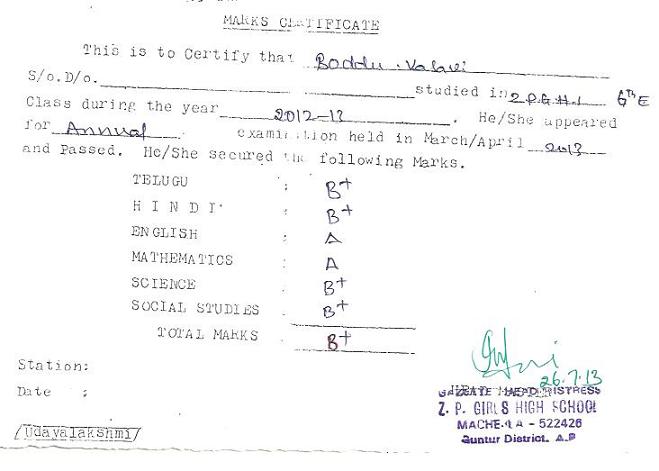 MARKS CERTIFICATE
This is to Certify that Boddu
S/o.D/o. studied in 6th E
Class during the year 2012-13 He/She appeared
for Annual examination held in March/April 2013
and Passed. He/She secured the following Marks.
TELUGU : B+
HINDI : B+
ENGLISH : A
MATHEMATICS : A
SCIENCE : B+
SOCIAL STUDIES : B+
TOTAL MARKS : B+
Station:
Date :
26.7.13
HEAD MISTRESS
Z. P. GIRLS HIGH SCHOOL
- 522426
Guntur District. A.P
/Udayalakshmi/